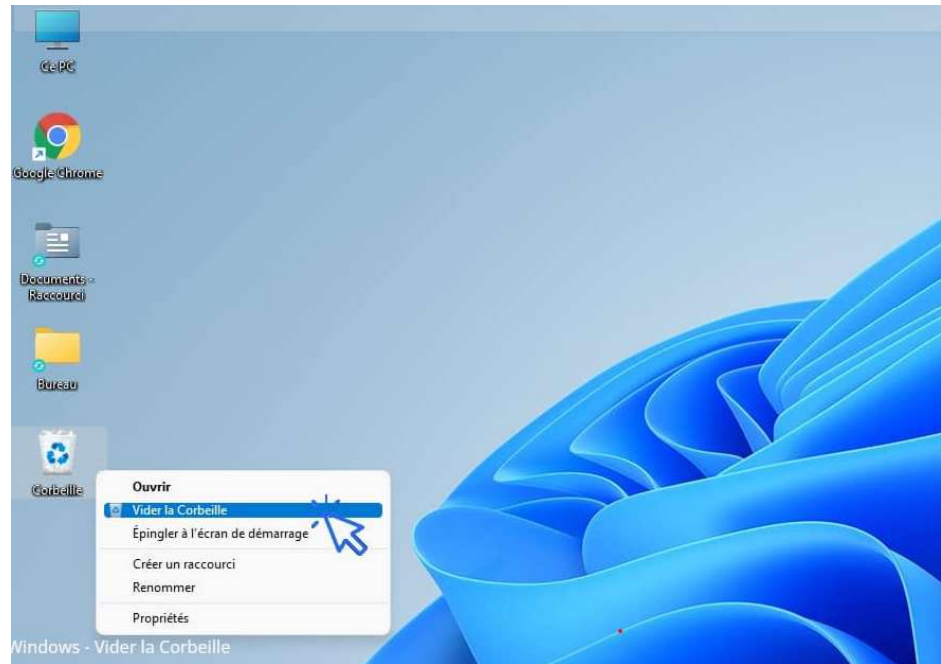 Ce PC
Google Chrome
Documents -
Raccourci
Bureau
Corbeille
Ouvrir
Vider la Corbeille
Épingler à l'écran de démarrage
Créer un raccourci
Renommer
Propriétés
Windows - Vider la Corbeille